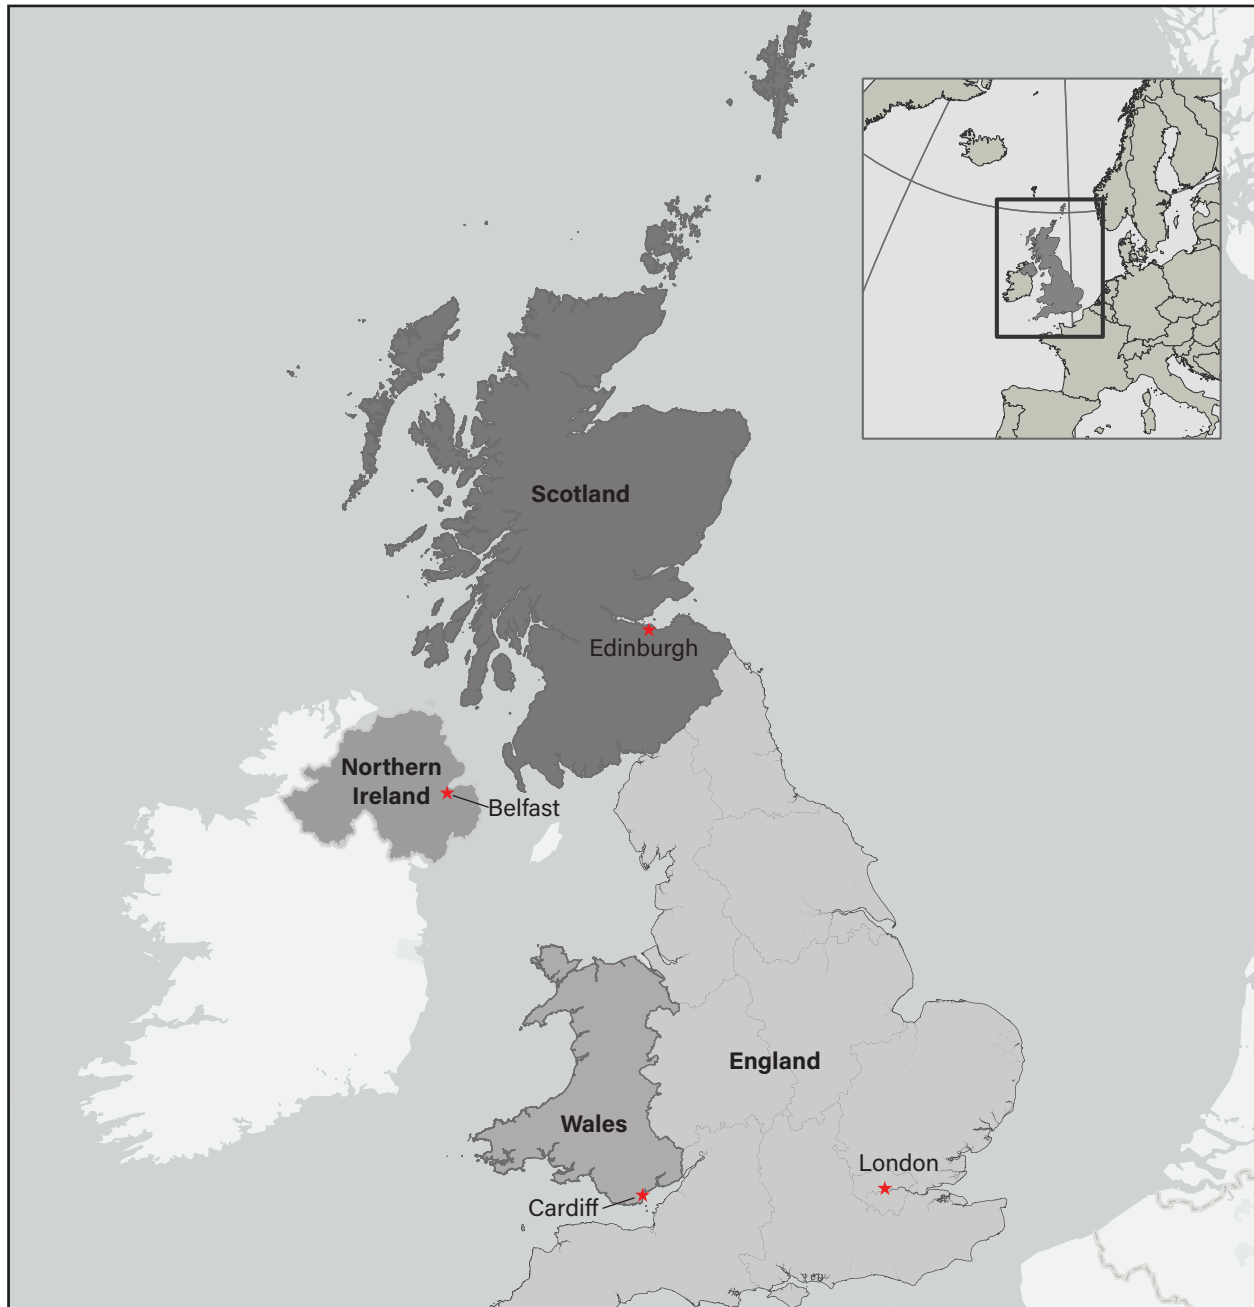 Scotland
Edinburgh
Northern
Ireland
Belfast
England
Wales
London
Cardiff